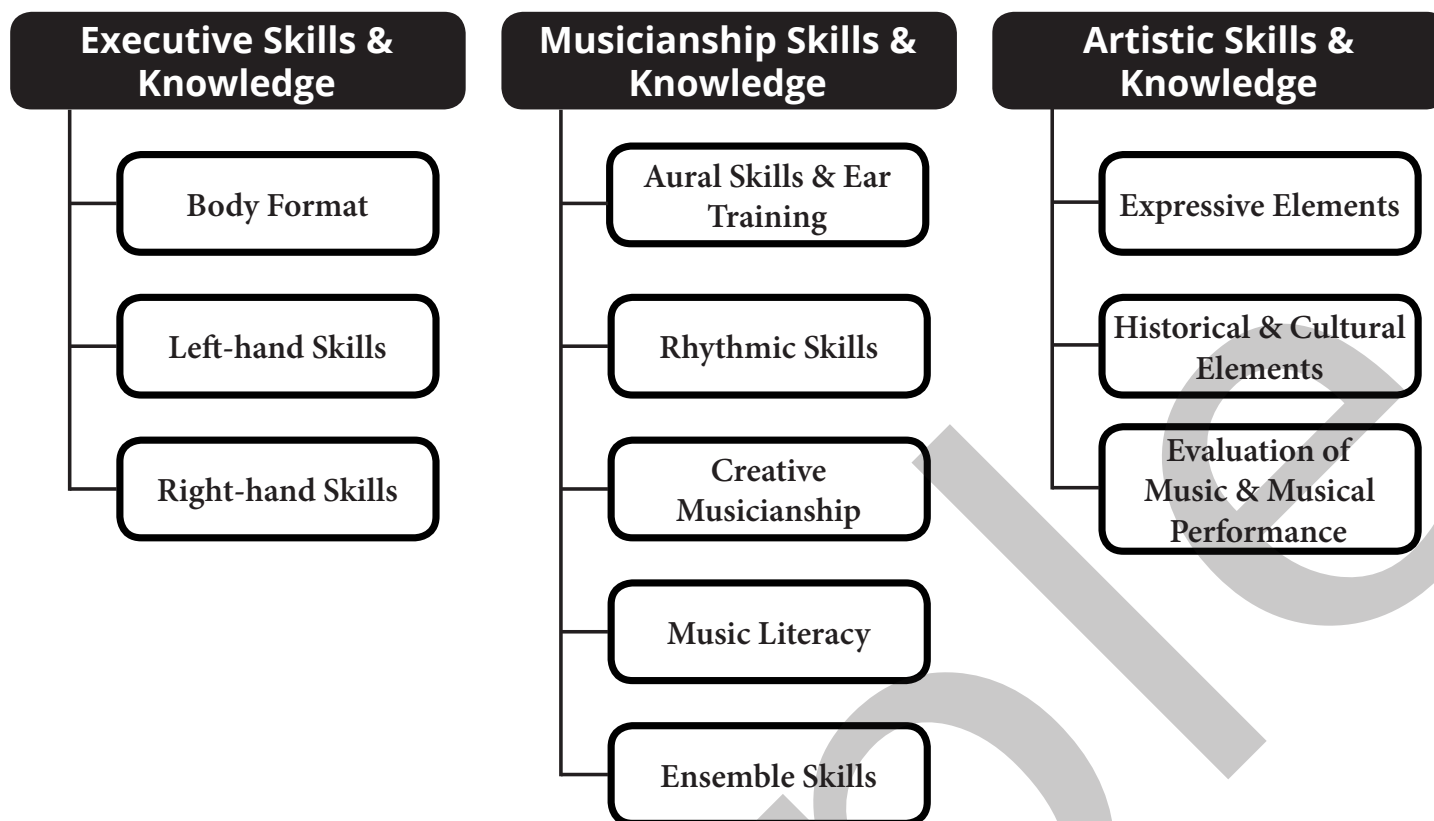 Executive Skills &
Knowledge
Body Format
Left-hand Skills
Right-hand Skills
Musicianship Skills &
Knowledge
Aural Skills & Ear
Training
Rhythmic Skills
Creative
Musicianship
Music Literacy
Ensemble Skills
Artistic Skills &
Knowledge
Expressive Elements
Historical & Cultural
Elements
Evaluation of
Music & Musical
Performance
ple